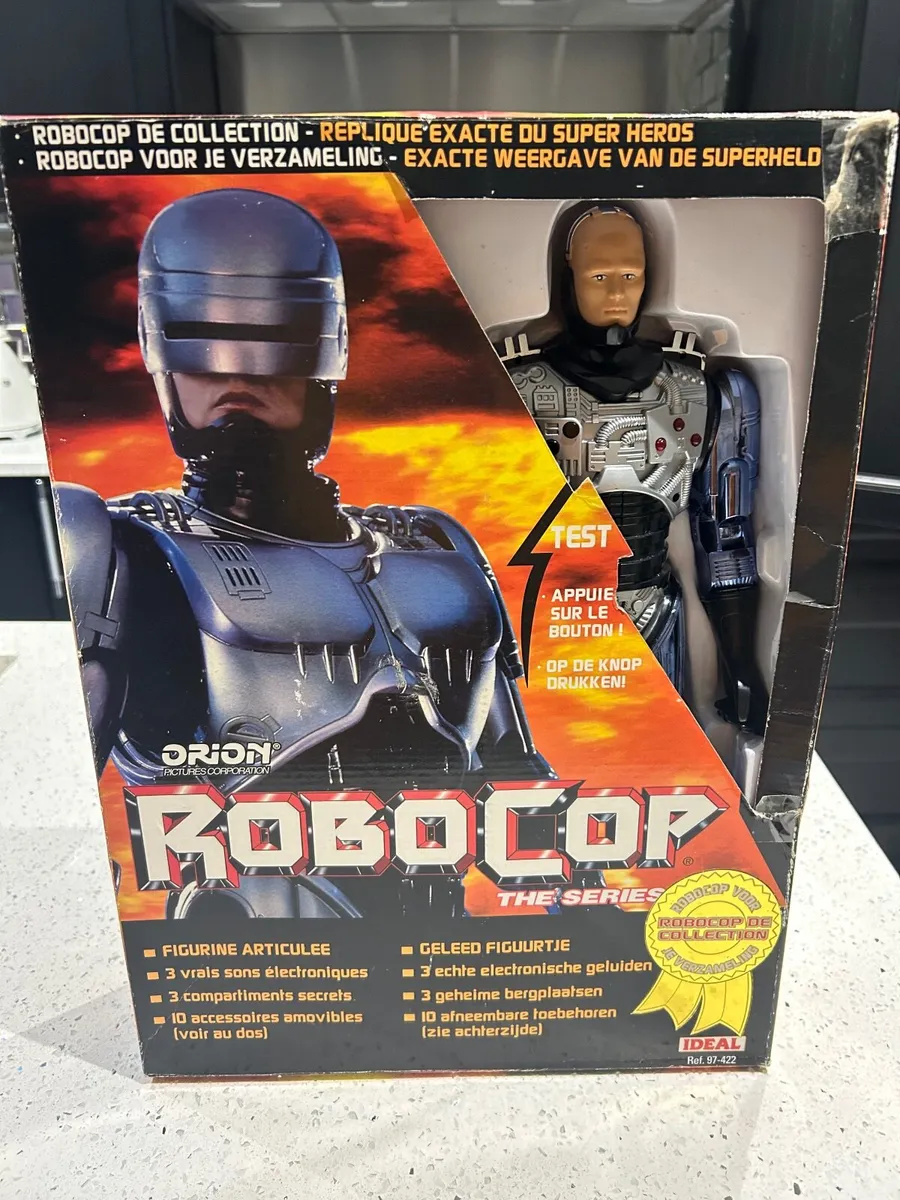 · ROBOCOP DE COLLECTION - REPLIQUE EXACTE DU SUPER HEROS
· ROBOCOP VOOR JE VERZAMELING - EXACTE WEERGAVE VAN DE SUPERHELD
TEST
· APPUIE
SUR LE
BOUTON !
· OP DE KNOP
DRUKKEN!
ORION®
PICTURES CORPORATION
ROBOCOP®
THE SERIES
ROBOCOP VOOR
ROBOCOP DE
COLLECTION
JE VERZAMELING
■ FIGURINE ARTICULEE
■ 3 vrais sons électroniques
■ 3 compartiments secrets
■ 10 accessoires amovibles
(voir au dos)
■ GELEED FIGUURTJE
■ 3 echte electronische geluiden
■ 3 geheime bergplaatsen
■ 10 afneembare toebehoren
(zie achterzijde)
IDEAL
Ref. 97-422